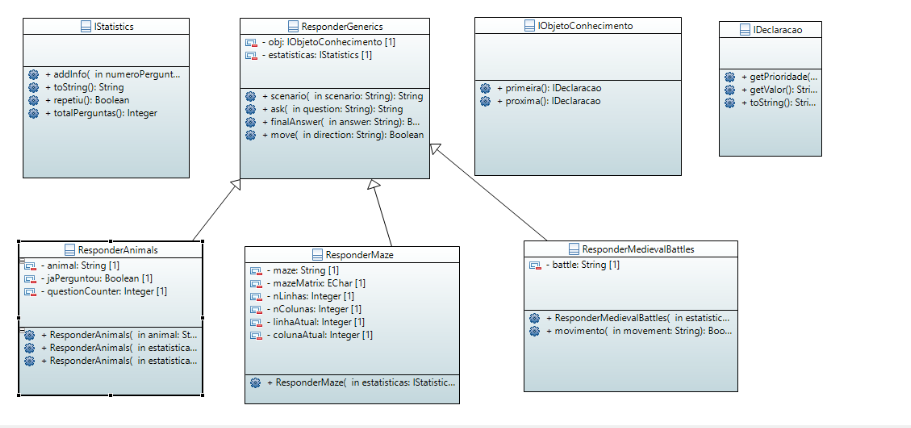 IStatistics
+ addInfo( in numeroPergunt...
+ toString(): String
+ repetiu(): Boolean
+ totalPerguntas(): Integer
ResponderGenerics
- obj: IObjetoConhecimento [1]
- estatisticas: IStatistics [1]
+ scenario( in scenario: String): String
+ ask( in question: String): String
+ finalAnswer( in answer: String): B...
+ move( in direction: String): Boolean
IObjetoConhecimento
+ primeira(): IDeclaracao
+ proxima(): IDeclaracao
IDeclaracao
+ getPrioridade(...
+ getValor(): Stri...
+ toString(): Stri...
ResponderAnimals
- animal: String [1]
- jaPerguntou: Boolean [1]
- questionCounter: Integer [1]
+ ResponderAnimals( in animal: St...
+ ResponderAnimals( in estatistica...
+ ResponderAnimals( in estatistica...
ResponderMaze
- maze: String [1]
- mazeMatrix: EChar [1]
- nLinhas: Integer [1]
- nColunas: Integer [1]
- linhaAtual: Integer [1]
- colunaAtual: Integer [1]
+ ResponderMaze( in estatisticas: IStatistic...
ResponderMedievalBattles
- battle: String [1]
+ ResponderMedievalBattles( in estatistic...
+ movimento( in movement: String): Boo...